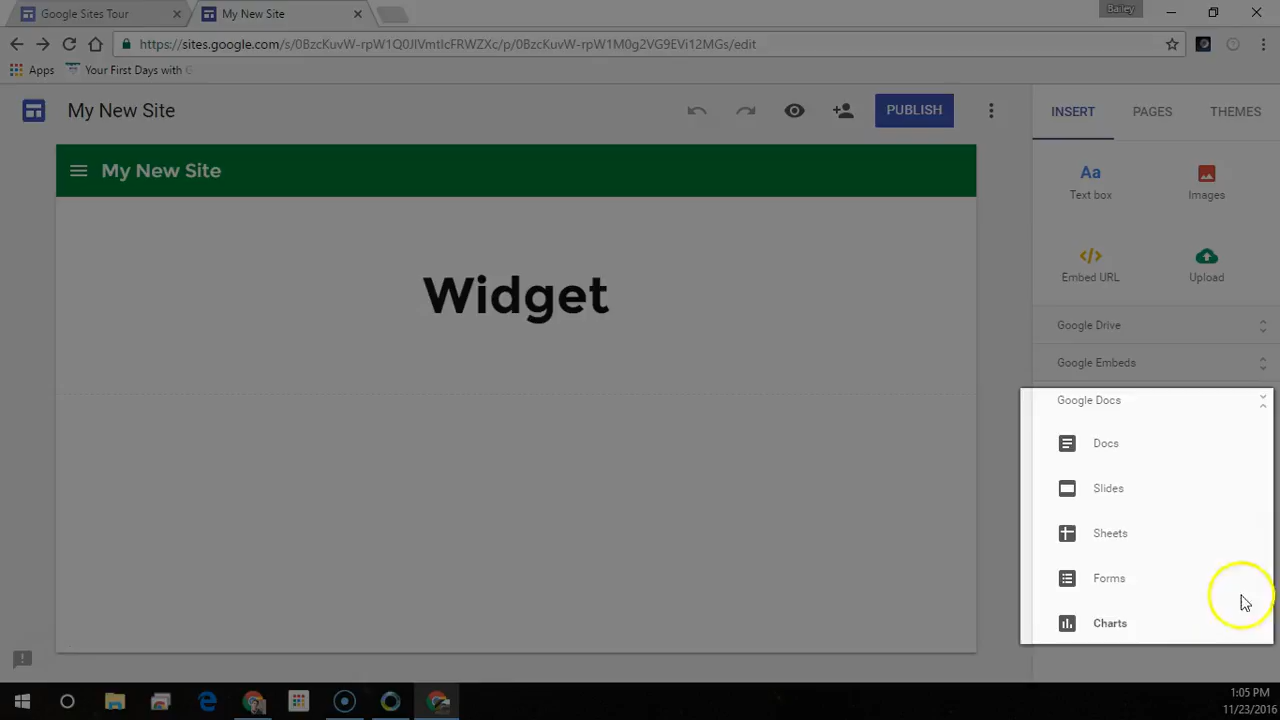 Google Sites Tour
My New Site
Bailey
https://sites.google.com/s/0BzcKuvW-rpW1Q0JIVmtIcFRWZXc/p/0BzcKuvW-rpW1M0g2VG9EVi12MGs/edit
Apps
Your First Days with
My New Site
PUBLISH
INSERT
PAGES
THEMES
My New Site
Aa
Text box
Images
Embed URL
Upload
Widget
Google Drive
Google Embeds
Google Docs
Docs
Slides
Sheets
Forms
Charts
1:05 PM
11/23/2016